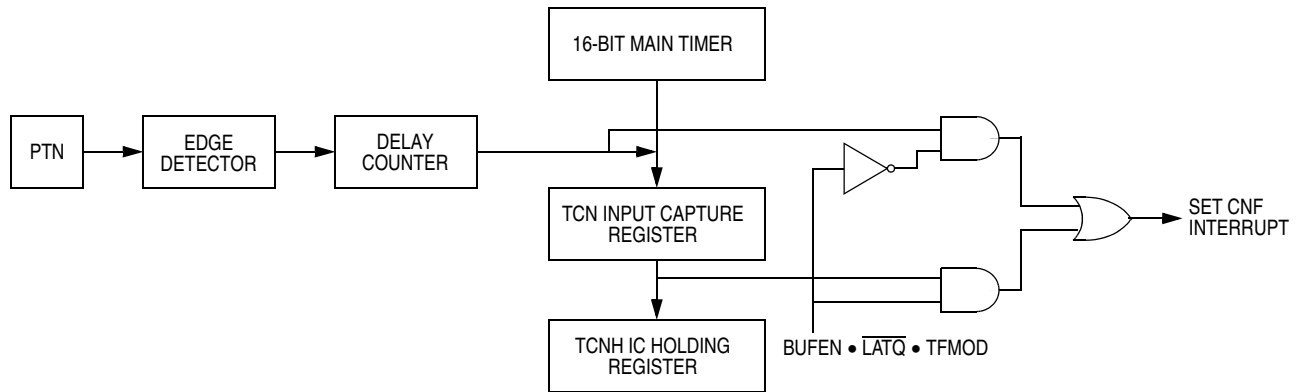 16-BIT MAIN TIMER
PTN
EDGE
DETECTOR
DELAY
COUNTER
TCN INPUT CAPTURE
REGISTER
SET CNF
INTERRUPT
TCNH IC HOLDING
REGISTER
BUFEN • L̅A̅T̅Q̅ • TFMOD